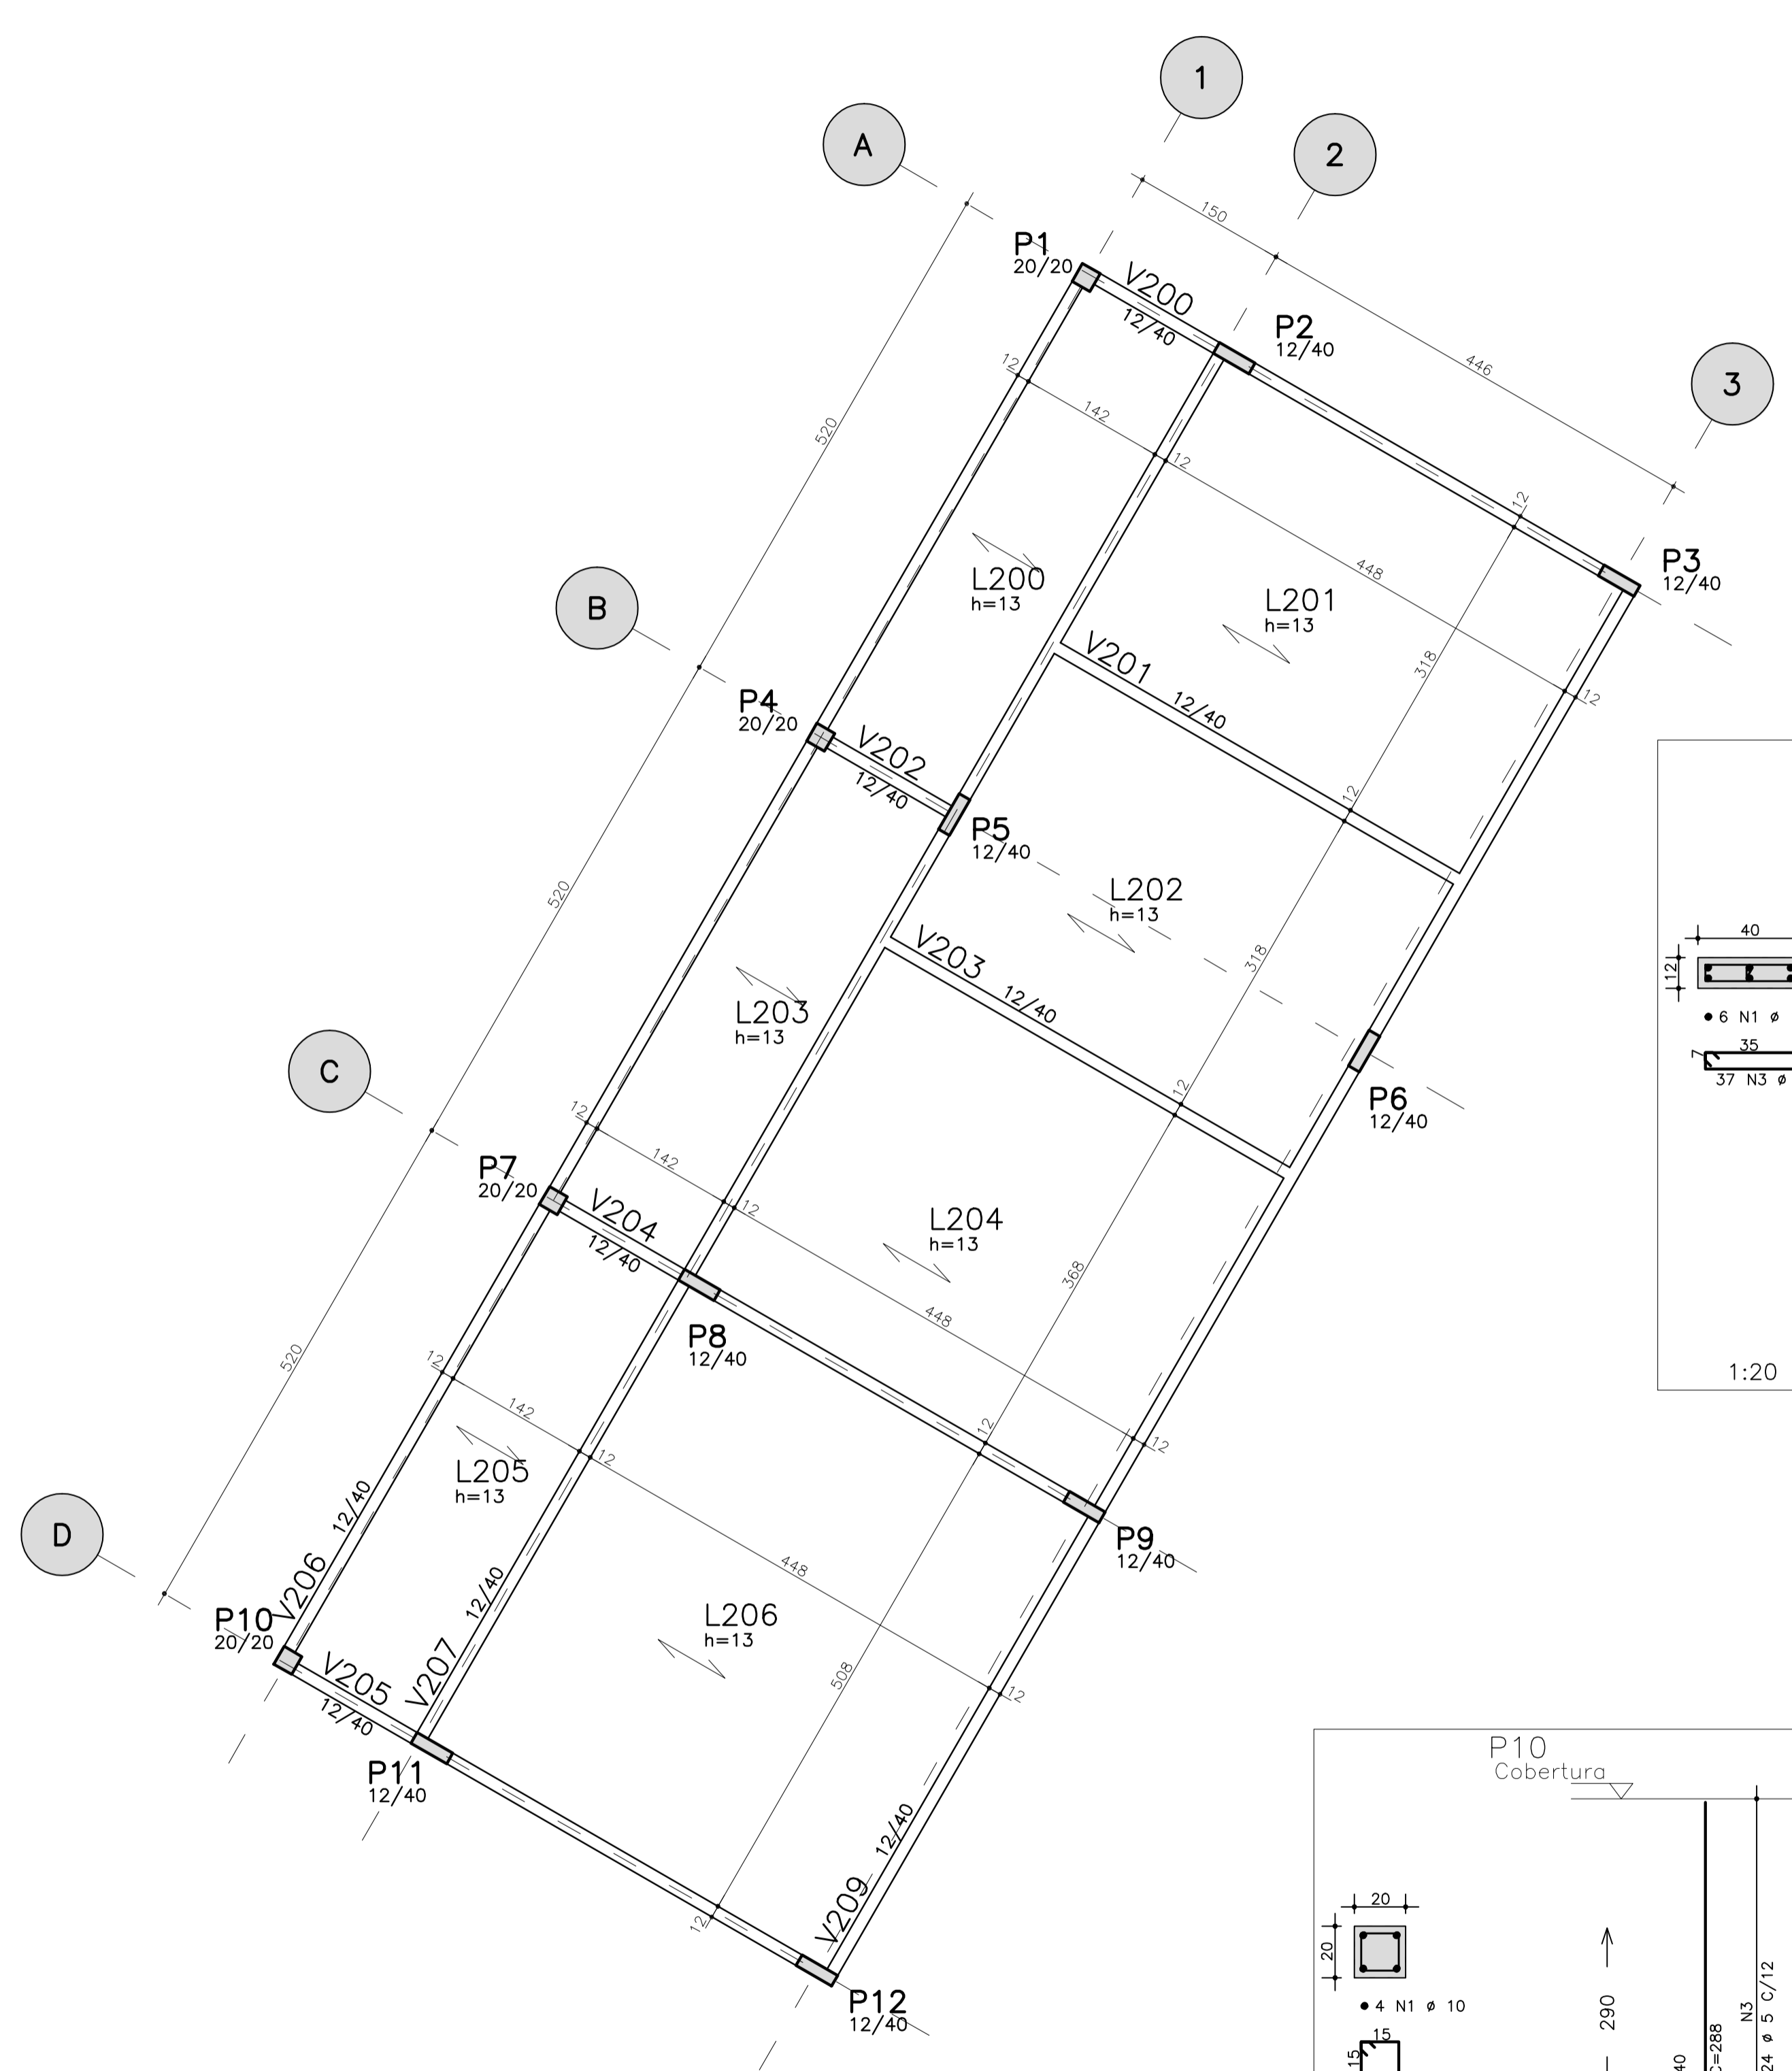 1
A
2
150
P1
20/20
V200
12/40
P2
12/40
446
3
12
142
12
12
520
P3
12/40
448
L200
h=13
L201
h=13
B
V201
12/40
318
12
P4
20/20
V202
12/40
12
P5
12/40
L202
h=13
520
V203
12/40
318
L203
h=13
40
12
6 N1 ø
35
7
37 N3 ø
C
12
142
12
12
P6
12/40
P7
20/20
V204
12/40
L204
h=13
368
448
P8
12/40
12
12
1:20
520
12
142
12
L205
h=13
12/40
D
V206
P10
20/20
12/40
448
P9
12/40
L206
h=13
V205
12/40
V207
508
12
P11
12/40
12/40
V209
12
P12
12/40
P10
Cobertura
20
20
4 N1 ø 10
15
15
290
40
C=288
N3
24 ø 5 C/12